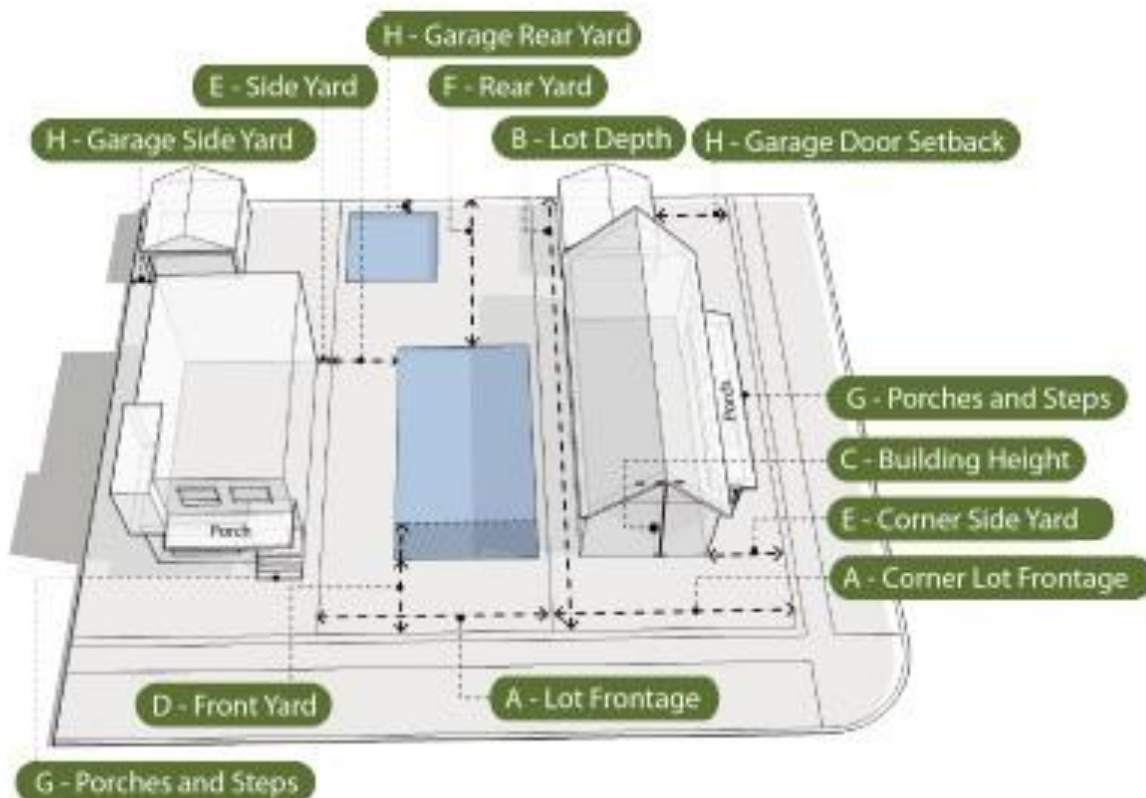 H - Garage Rear Yard
E - Side Yard
F - Rear Yard
H - Garage Side Yard
B - Lot Depth
H - Garage Door Setback
Porch
G - Porches and Steps
C - Building Height
Porch
E - Corner Side Yard
A - Corner Lot Frontage
D - Front Yard
A - Lot Frontage
G - Porches and Steps